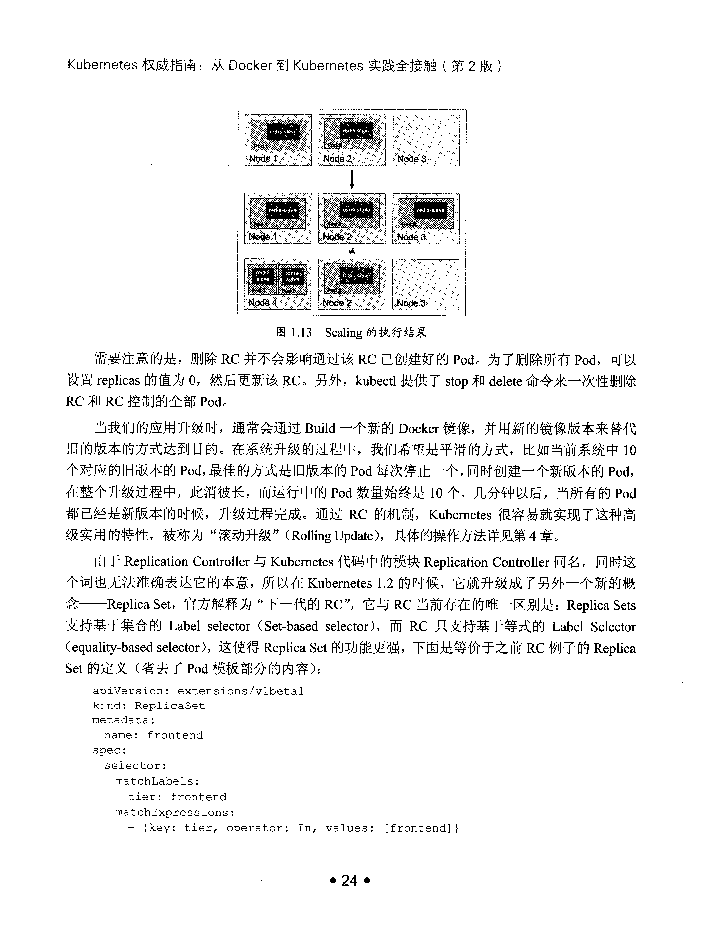 Kubernetes 权威指南：从 Docker 到 Kubernetes 实践全接触（第 2 版）
Node 1 Node 2 Node 3
Node 1 Node 2 Node 3
Node 1 Node 2 Node 3
图 1.13 Scaling 的执行结果
需要注意的是，删除 RC 并不会影响通过该 RC 已创建好的 Pod。为了删除所有 Pod，可以
设置 replicas 的值为 0，然后更新该 RC。另外，kubectl 提供了 stop 和 delete 命令来一次性删除
RC 和 RC 控制的全部 Pod。
当我们的应用升级时，通常会通过 Build 一个新的 Docker 镜像，并用新的镜像版本来替代
旧的版本的方式达到目的。在系统升级的过程中，我们希望是平滑的方式，比如当前系统中 10
个对应的旧版本的 Pod，最佳的方式是旧版本的 Pod 每次停止一个，同时创建一个新版本的 Pod，
在整个升级过程中，此消彼长，而运行中的 Pod 数量始终是 10 个，几分钟以后，当所有的 Pod
都已经是新版本的时候，升级过程完成。通过 RC 的机制，Kubernetes 很容易就实现了这种高
级实用的特性，被称为“滚动升级”（Rolling Update），具体的操作方法详见第 4 章。
由于 Replication Controller 与 Kubernetes 代码中的模块 Replication Controller 同名，同时这
个词也无法准确表达它的本意，所以在 Kubernetes 1.2 的时候，它就升级成了另外一个新的概
念——Replica Set，官方解释为“下一代的 RC”，它与 RC 当前存在的唯一区别是：Replica Sets
支持基于集合的 Label selector（Set-based selector），而 RC 只支持基于等式的 Label Selector
（equality-based selector），这使得 Replica Set 的功能更强，下面是等价于之前 RC 例子的 Replica
Set 的定义（省去了 Pod 模板部分的内容）：
apiVersion: extensions/v1beta1
kind: ReplicaSet
metadata:
name: frontend
spec:
selector:
matchLabels:
tier: frontend
matchExpressions:
- {key: tier, operator: In, values: [frontend]}
• 24 •